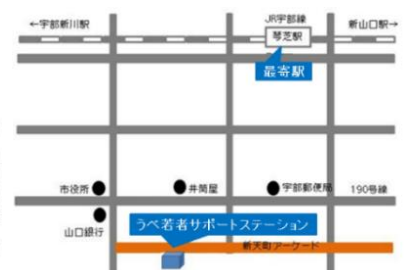 ←宇部新川駅
JR宇部線
新山口駅→
琴芝駅
最寄駅
市役所
井筒屋
宇部郵便局
190号線
山口銀行
うべ若者サポートステーション
新天町アーケード